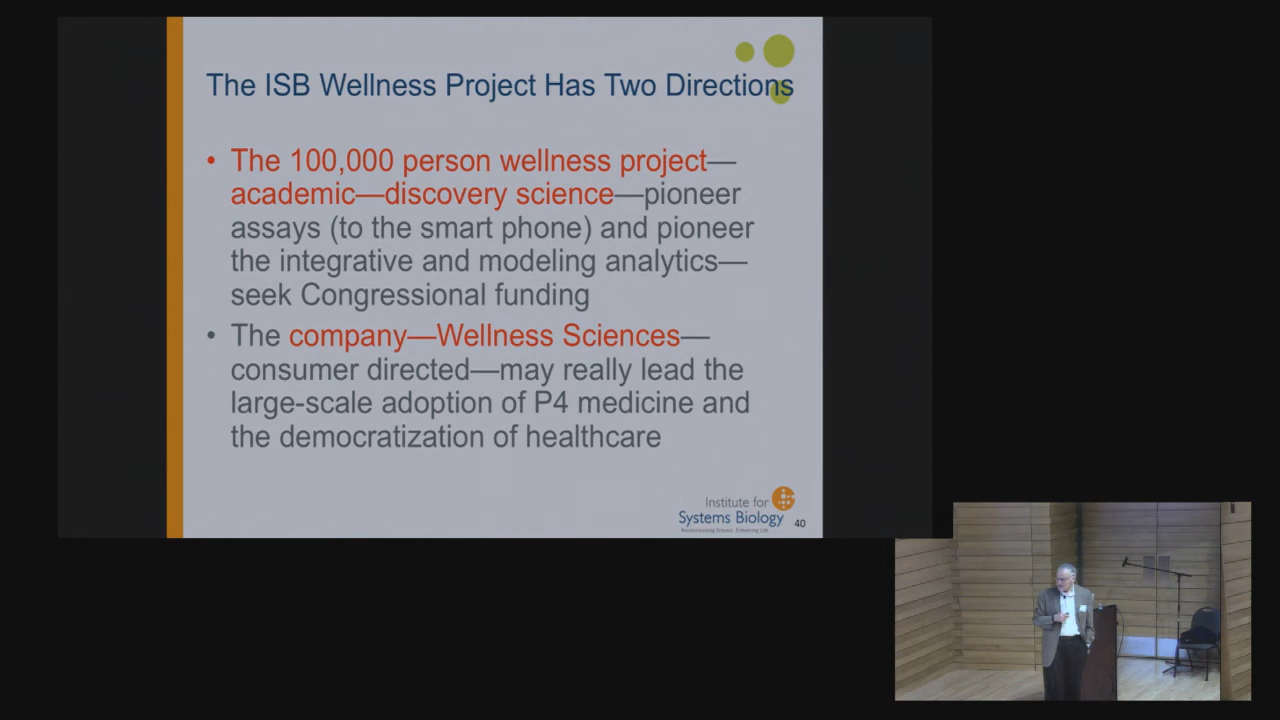 The ISB Wellness Project Has Two Directions
• The 100,000 person wellness project—
academic—discovery science—pioneer
assays (to the smart phone) and pioneer
the integrative and modeling analytics—
seek Congressional funding
• The company—Wellness Sciences—
consumer directed—may really lead the
large-scale adoption of P4 medicine and
the democratization of healthcare
Institute for
Systems Biology
40